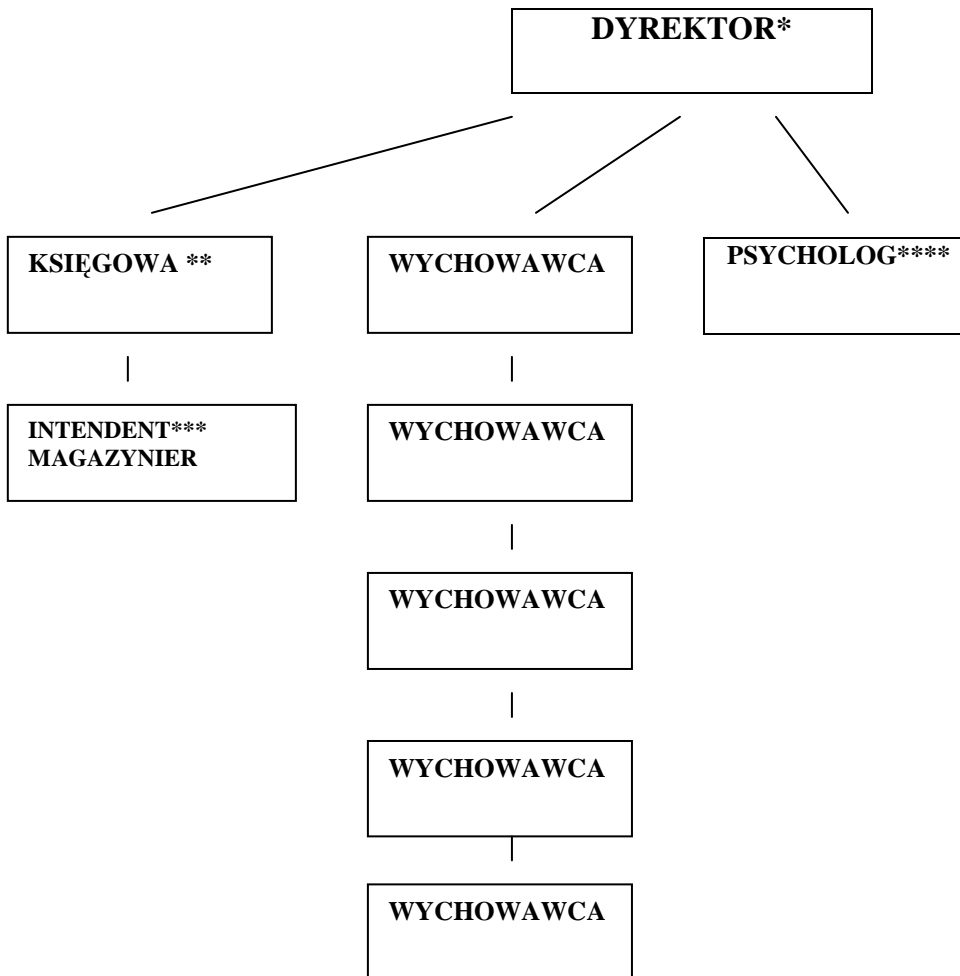 DYREKTOR*
KSIĘGOWA **
WYCHOWAWCA
PSYCHOLOG****
INTENDENT***
MAGAZYNIER
WYCHOWAWCA
WYCHOWAWCA
WYCHOWAWCA
WYCHOWAWCA